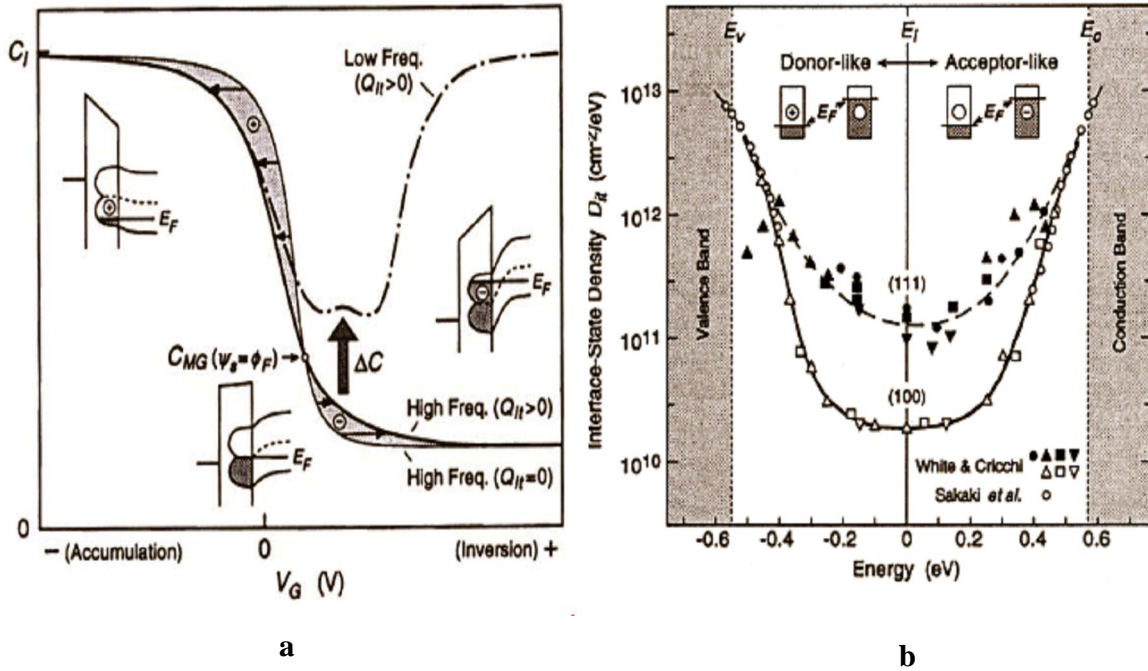 C_I
Low Freq.
(Q_it>0)
+
E_F
+
E_F
−
C_MG (ψ_s=ϕ_F)
ΔC
High Freq. (Q_it>0)
−
E_F
High Freq. (Q_it=0)
0
− (Accumulation)
0
(Inversion) +
V_G (V)
a
E_v
E_i
E_c
Donor-like
Acceptor-like
E_F
E_F
+
−
10^13
10^12
10^11
10^10
Interface-State Density D_it (cm^-2/eV)
Valence Band
Conduction Band
(111)
(100)
White & Cricchi
Sakaki et al.
-0.6 -0.4 -0.2 0 0.2 0.4 0.6
Energy (eV)
b